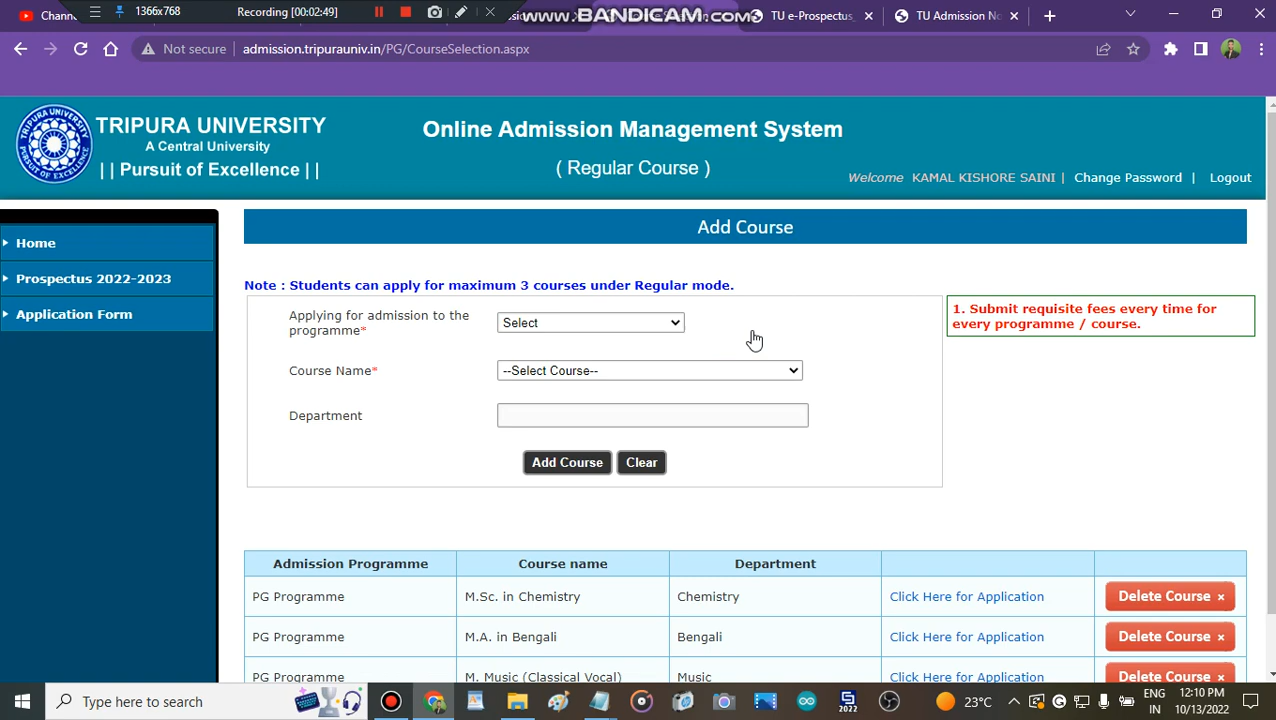 1366x768
Recording [00:02:49]
www.BANDICAM.com
Chann
TU e-Prospectus
TU Admission No
Not secure
admission.tripurauniv.in/PG/CourseSelection.aspx
TRIPURA UNIVERSITY
A Central University
| | Pursuit of Excellence | |
Online Admission Management System
( Regular Course )
Welcome KAMAL KISHORE SAINI | Change Password | Logout
Home
Prospectus 2022-2023
Application Form
Add Course
Note : Students can apply for maximum 3 courses under Regular mode.
Applying for admission to the
programme*
Select
1. Submit requisite fees every time for
every programme / course.
Course Name*
--Select Course--
Department
Add Course
Clear
Admission Programme Course name Department
PG Programme M.Sc. in Chemistry Chemistry Click Here for Application Delete Course ×
PG Programme M.A. in Bengali Bengali Click Here for Application Delete Course ×
PG Programme M. Music (Classical Vocal) Music Click Here for Application Delete Course ×
Type here to search
2022
23°C
ENG
IN
12:10 PM
10/13/2022